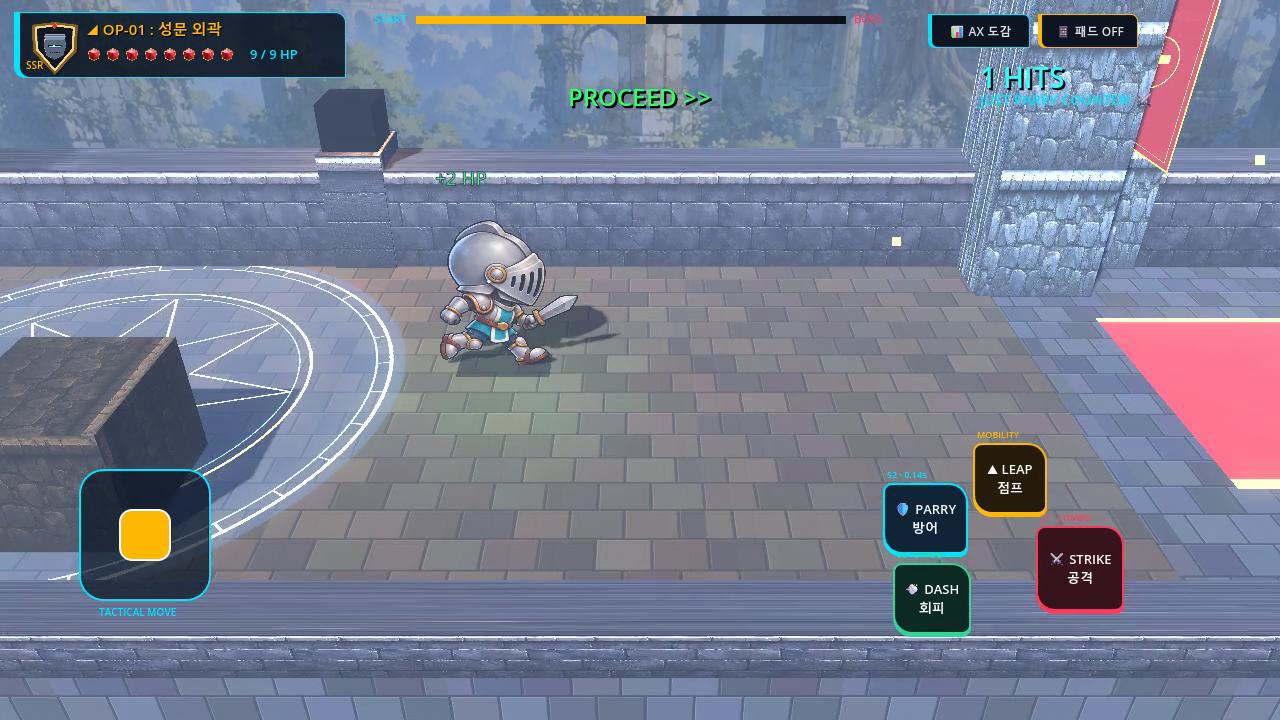 START
BOSS
◢ OP-01 : 성문 외곽
9 / 9 HP
SSR
AX 도감
패드 OFF
1 HITS
JUST PARRY COUNTER!
PROCEED >>
+2 HP
MOBILITY
▲ LEAP
점프
S2 · 0.14s
PARRY
방어
COMBO
STRIKE
공격
DASH
회피
TACTICAL MOVE